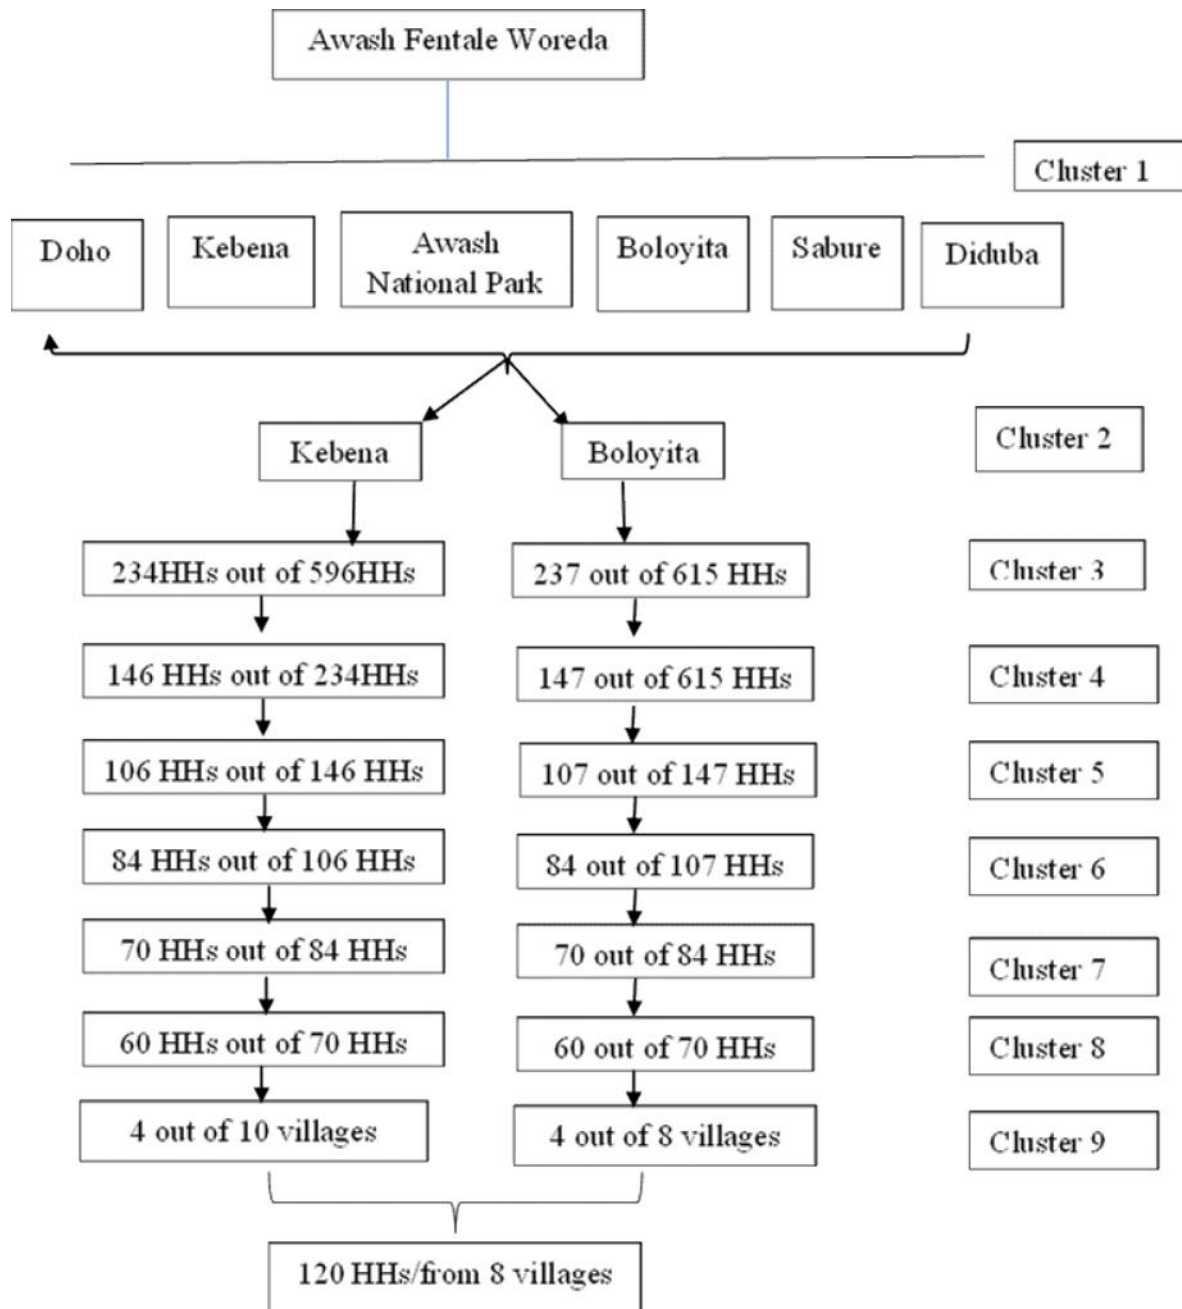 Awash Fentale Woreda
Cluster 1
Doho
Kebena
Awash
National Park
Boloyita
Sabure
Diduba
Kebena
Boloyita
Cluster 2
234HHs out of 596HHs
237 out of 615 HHs
Cluster 3
146 HHs out of 234HHs
147 out of 615 HHs
Cluster 4
106 HHs out of 146 HHs
107 out of 147 HHs
Cluster 5
84 HHs out of 106 HHs
84 out of 107 HHs
Cluster 6
70 HHs out of 84 HHs
70 out of 84 HHs
Cluster 7
60 HHs out of 70 HHs
60 out of 70 HHs
Cluster 8
4 out of 10 villages
4 out of 8 villages
Cluster 9
120 HHs/from 8 villages